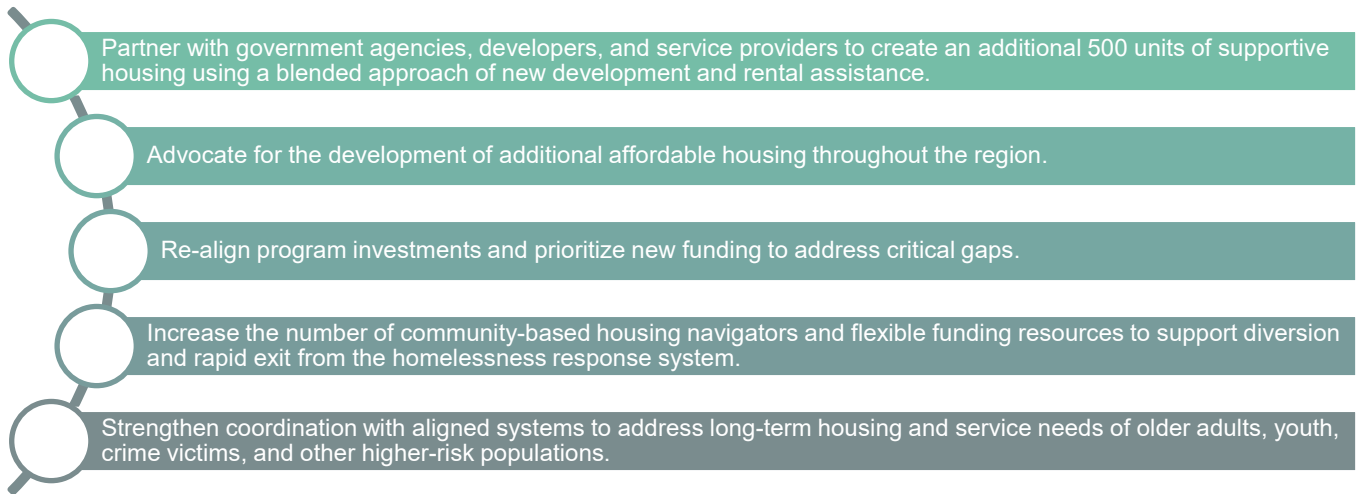 Partner with government agencies, developers, and service providers to create an additional 500 units of supportive
housing using a blended approach of new development and rental assistance.
Advocate for the development of additional affordable housing throughout the region.
Re-align program investments and prioritize new funding to address critical gaps.
Increase the number of community-based housing navigators and flexible funding resources to support diversion
and rapid exit from the homelessness response system.
Strengthen coordination with aligned systems to address long-term housing and service needs of older adults, youth,
crime victims, and other higher-risk populations.